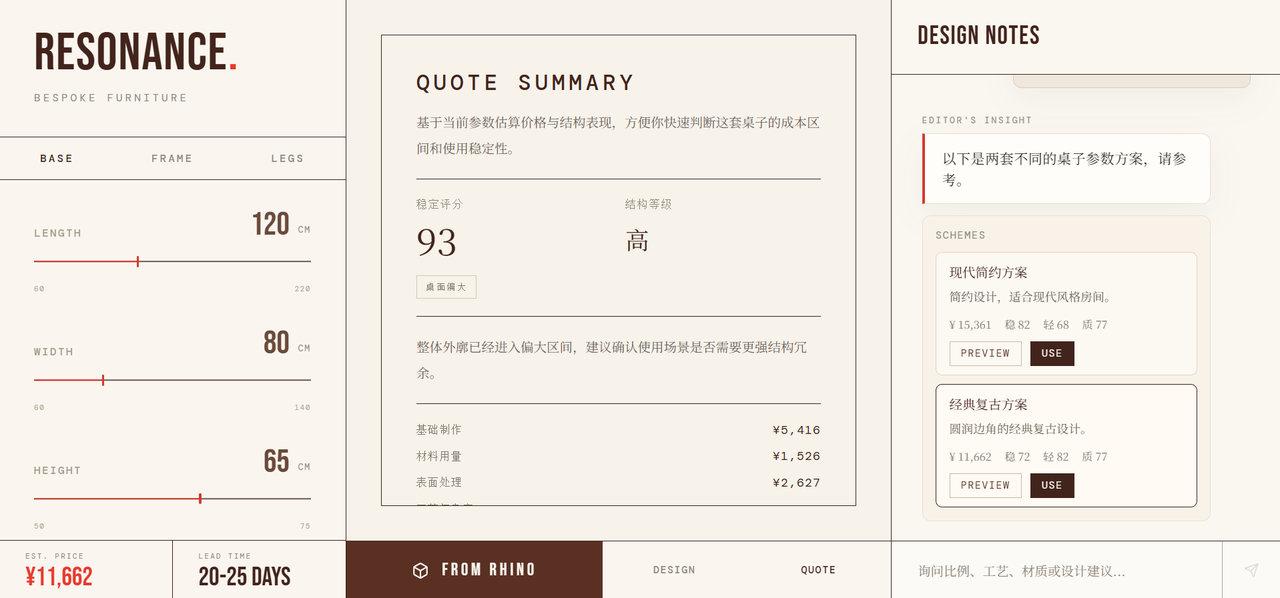 RESONANCE.
BESPOKE FURNITURE
BASE FRAME LEGS
LENGTH 120 CM
60 220
WIDTH 80 CM
60 140
HEIGHT 65 CM
50 75
EST. PRICE
¥11,662
LEAD TIME
20-25 DAYS
QUOTE SUMMARY
基于当前参数估算价格与结构表现，方便你快速判断这套桌子的成本区
间和使用稳定性。
稳定评分 结构等级
93 高
桌面偏大
整体外廓已经进入偏大区间，建议确认使用场景是否需要更强结构冗
余。
基础制作 ¥5,416
材料用量 ¥1,526
表面处理 ¥2,627
FROM RHINO
DESIGN
QUOTE
DESIGN NOTES
EDITOR'S INSIGHT
以下是两套不同的桌子参数方案，请参
考。
SCHEMES
现代简约方案
简约设计，适合现代风格房间。
¥ 15,361 稳 82 轻 68 质 77
PREVIEW USE
经典复古方案
圆润边角的经典复古设计。
¥ 11,662 稳 72 轻 82 质 77
PREVIEW USE
询问比例、工艺、材质或设计建议...